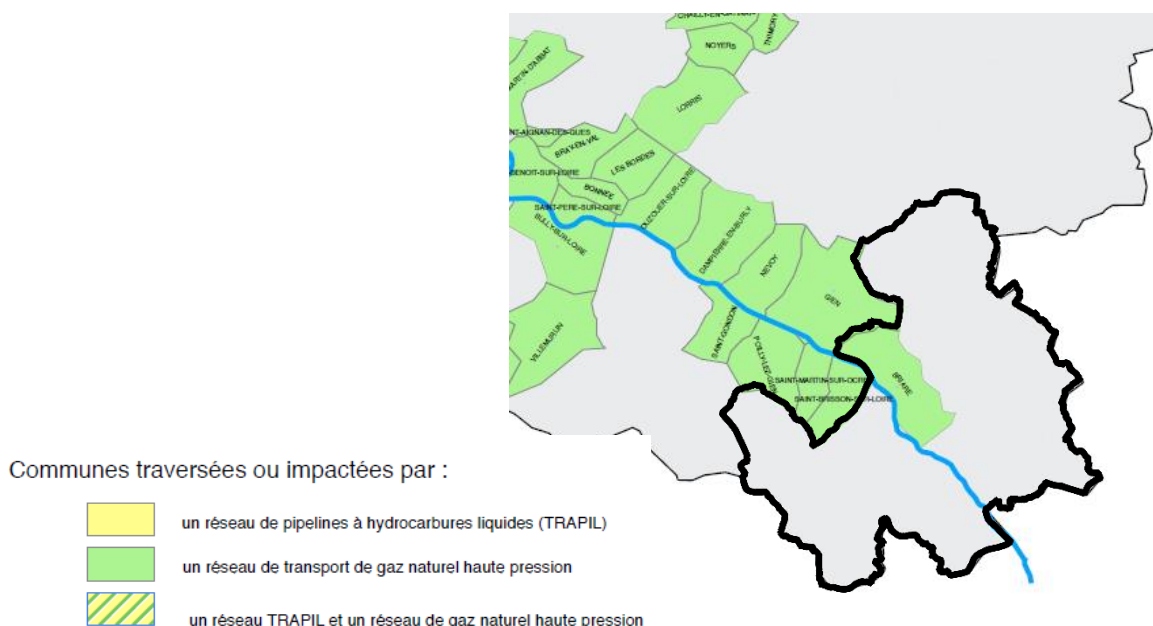 NOYERS
THIMORY
LORRIS
BRAY-EN-VAL
LES BORDES
BONNÉE
SAINT-PERE-SUR-LOIRE
OUZOUER-SUR-LOIRE
DAMPIERRE-EN-BURLY
NEVOY
GIEN
VILLEMURLIN
SAINT-GONDON
POILLY-LEZ-GIEN
SAINT-MARTIN-SUR-OCRE
SAINT-BRISSON-SUR-LOIRE
BRIARE
Communes traversées ou impactées par :
un réseau de pipelines à hydrocarbures liquides (TRAPIL)
un réseau de transport de gaz naturel haute pression
un réseau TRAPIL et un réseau de gaz naturel haute pression